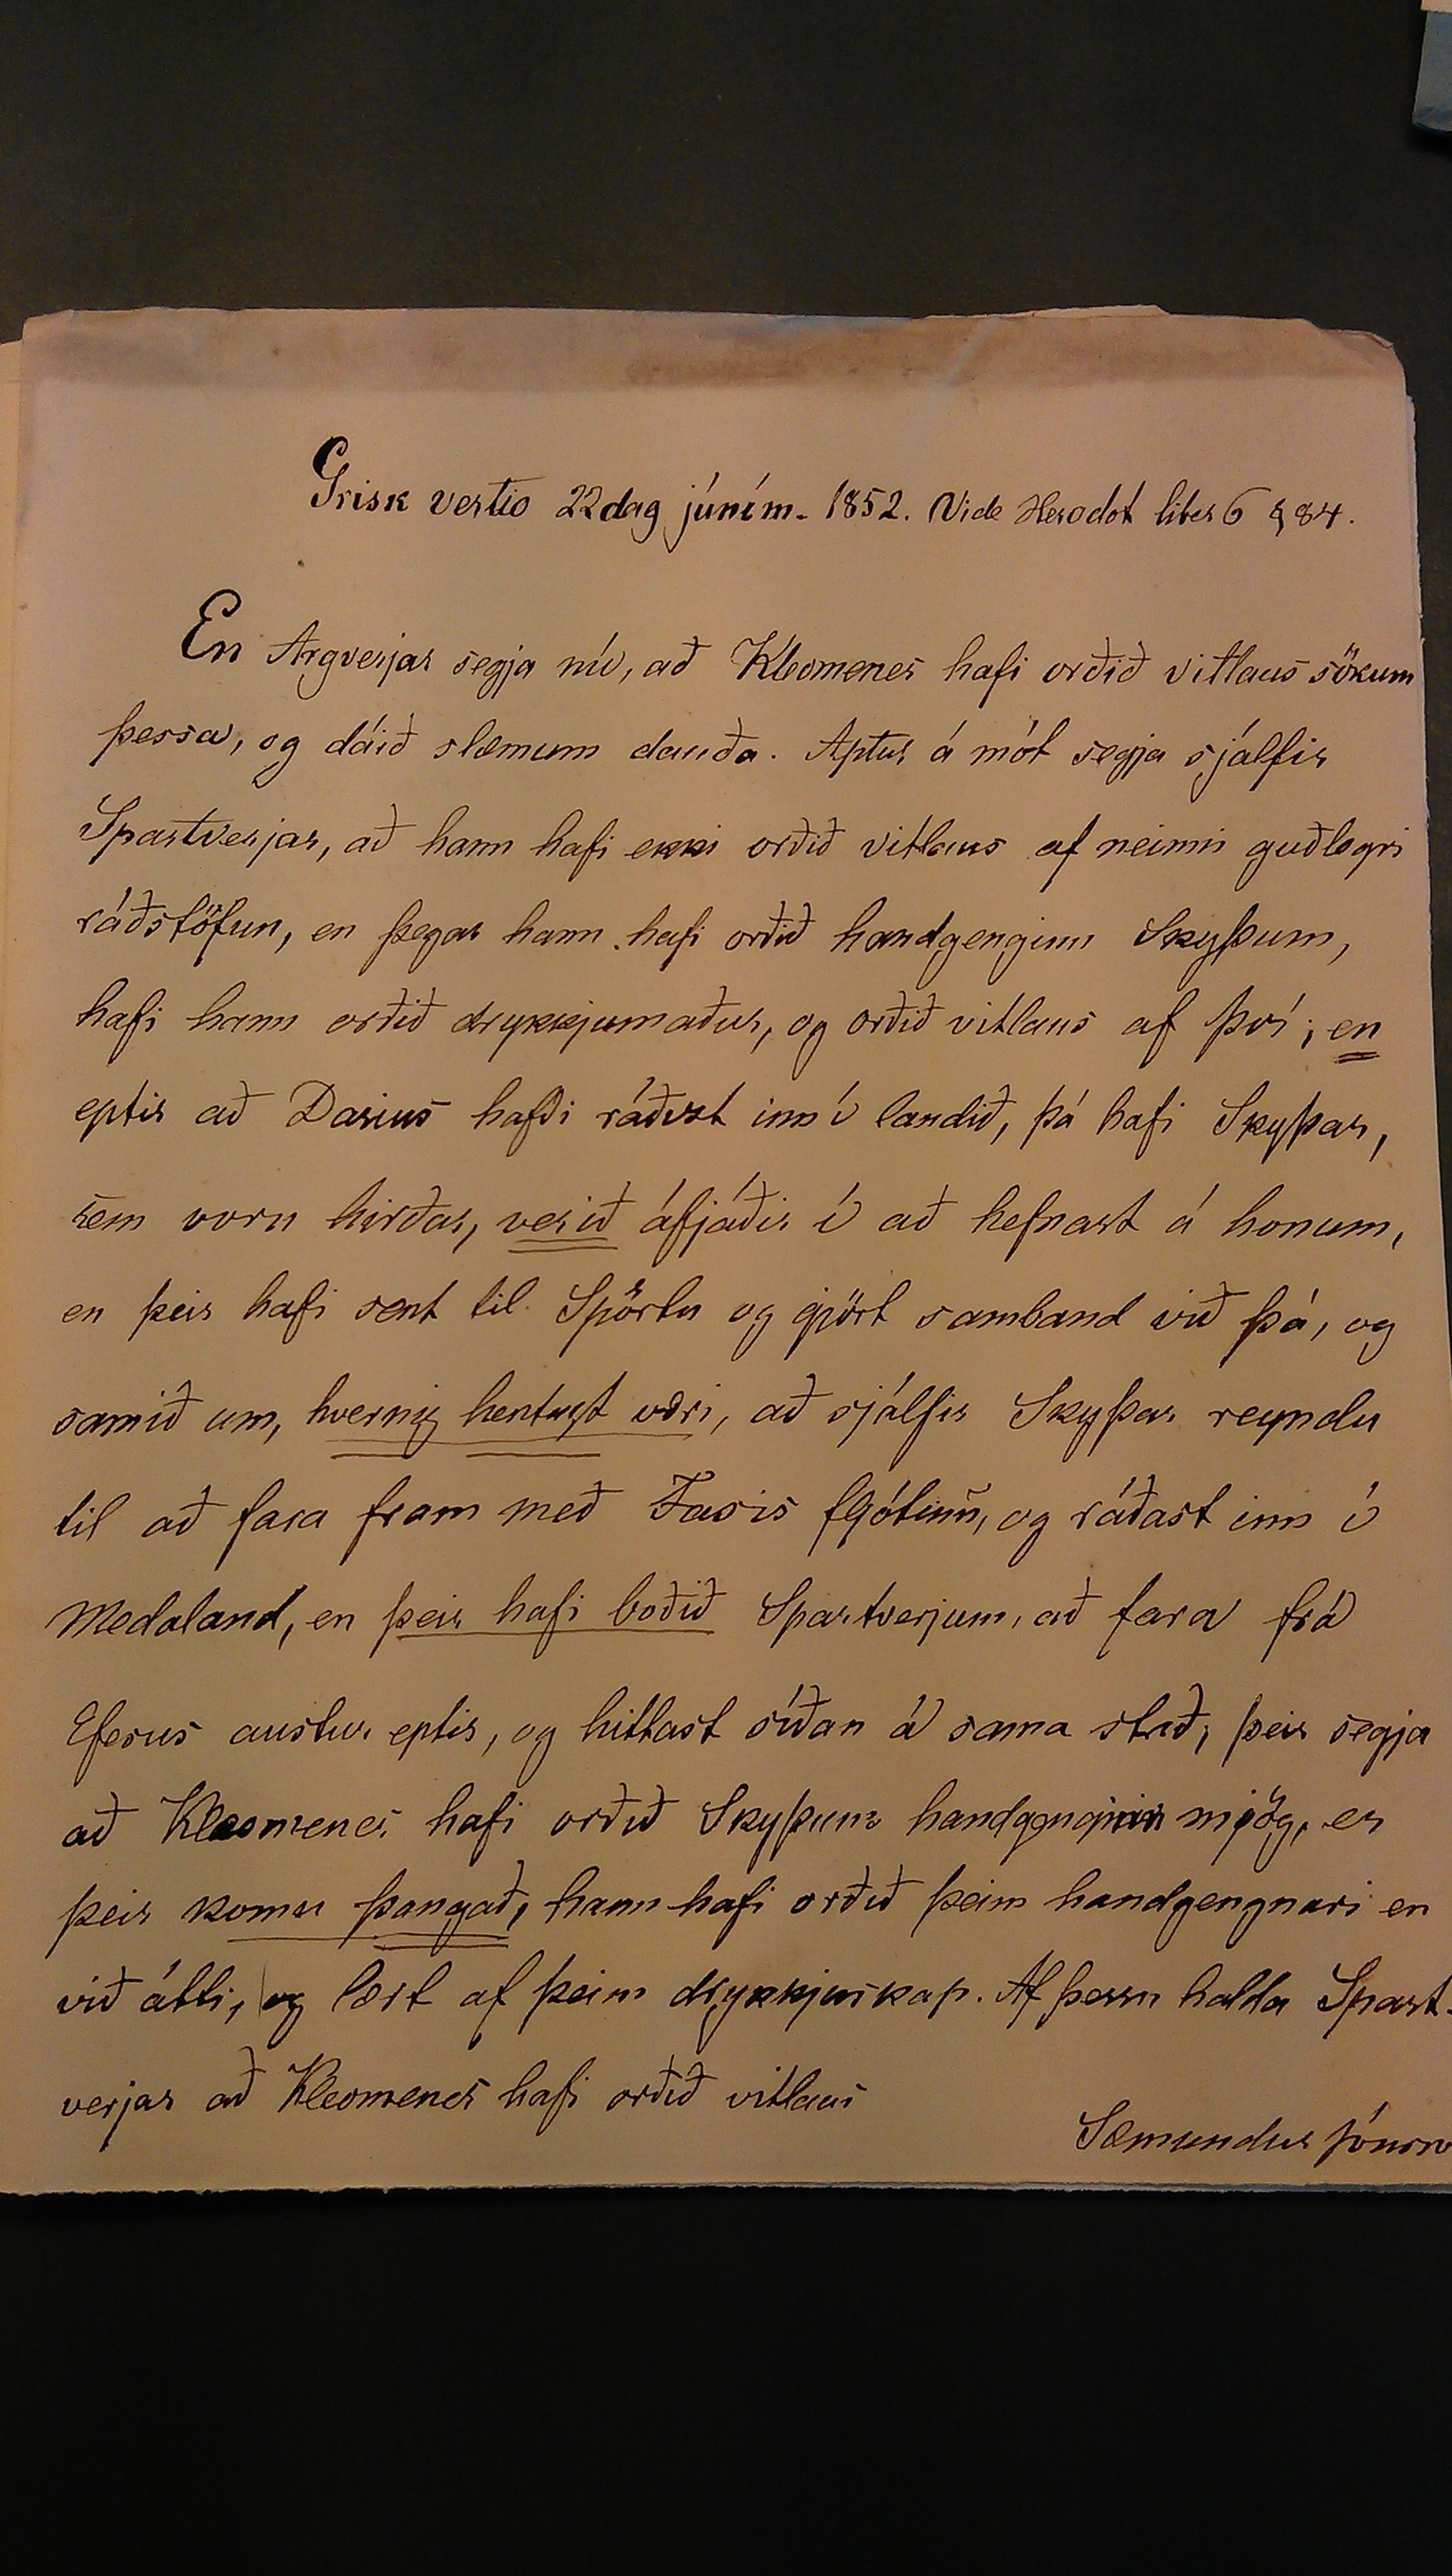 Grisk vertio 22 dag júním. 1852. Vide Herodot liber 6 § 84.
En Argverjar segja nú, að Kleomenes hafi orðið vitlaus sökum
þessa, og dáið slæmum dauða. Aptur á mót segja sjálfir
Spartverjar, að hann hafi ekki orðið vitlaus af neinni guðlegri
ráðstöfun, en þegar hann hafi orðið handgenginn Skyþum,
hafi hann orðið drykkjumaður, og orðið vitlaus af því; en
eptir að Darius hafði ráðizt inn í landið, þá hafi Skyþar,
sem voru hirðar, verið áfjáðir í að hefnast á honum,
en þeir hafi sent til Spörtu og gjört samband við þá, og
samið um, hvernig hentugst væri, að sjálfir Skyþar reyndu
til að fara fram með Fasis fljótinu, og ráðast inn í
Medaland, en þeir hafi boðið Spartverjum, að fara frá
Efesus austur eptir, og hittast síðan á sama stað; þeir segja
að Kleomenes hafi orðið Skyþum handgenginn mjög, er
þeir komu þangað, hann hafi orðið þeim handgengnari en
við átti, og lært af þeim drykkjuskap. Af þessu halda Spart-
verjar að Kleomenes hafi orðið vitlaus
Sæmundur Jónsson